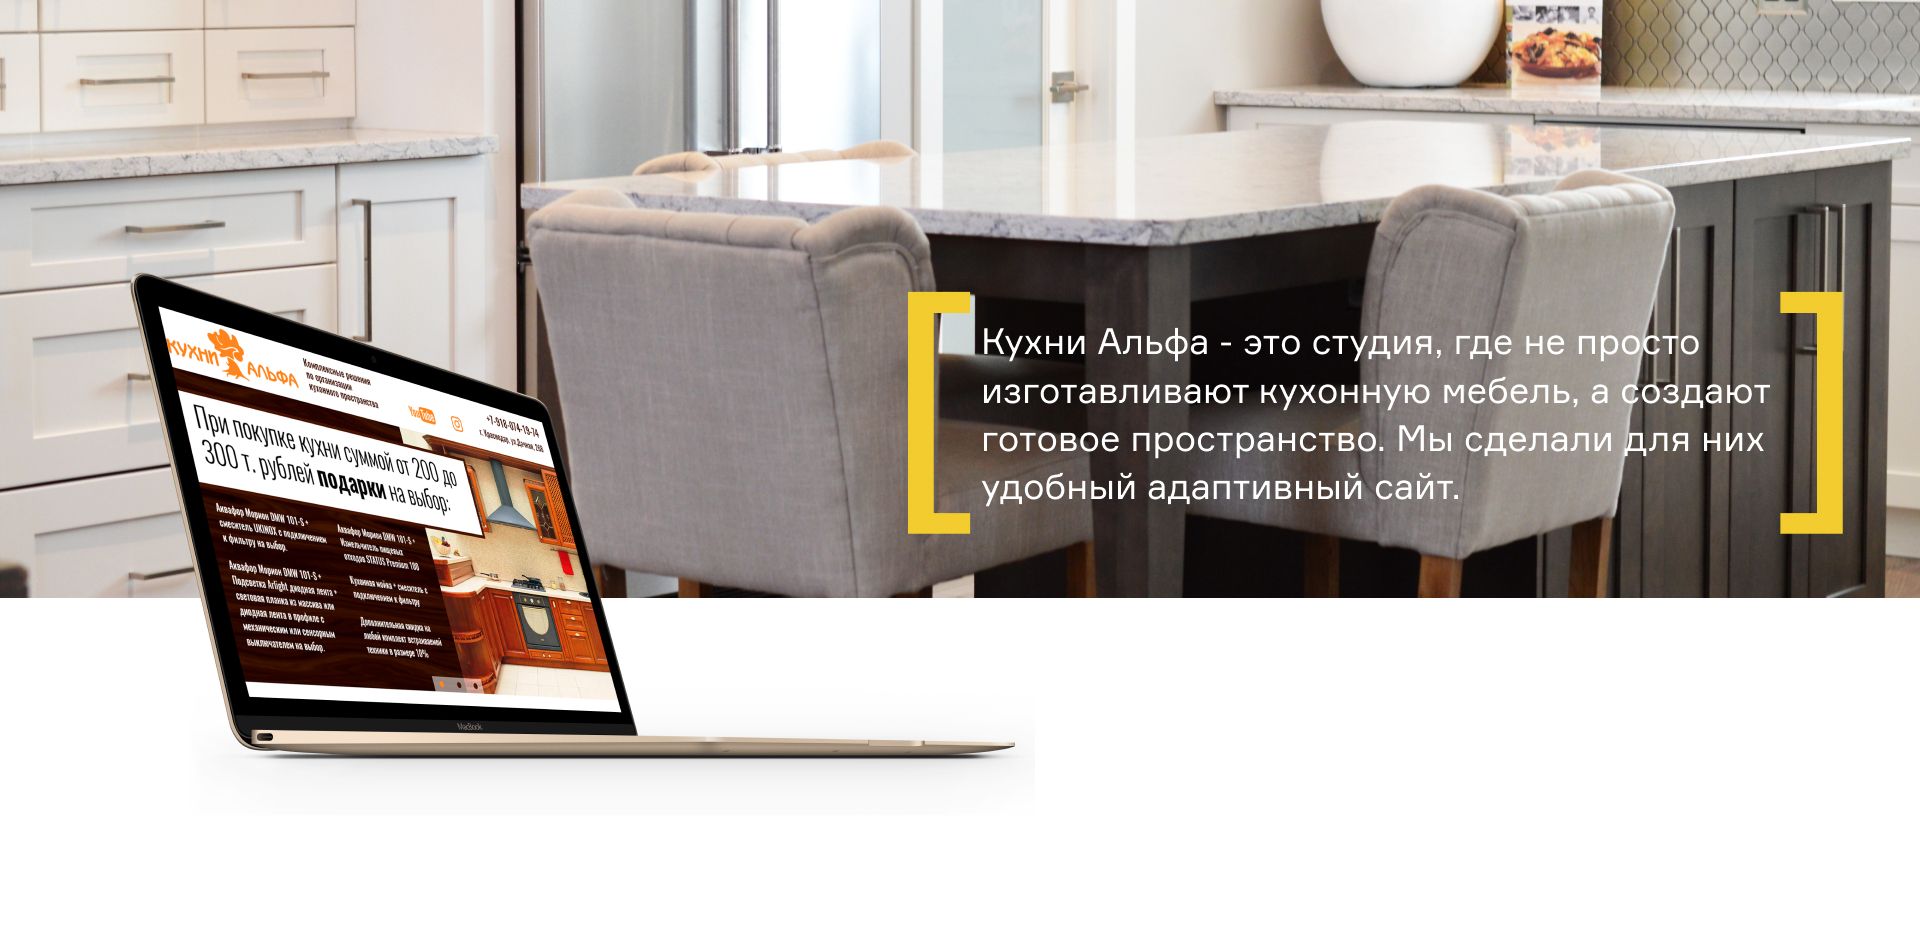 Кухни Альфа - это студия, где не просто
изготавливают кухонную мебель, а создают
готовое пространство. Мы сделали для них
удобный адаптивный сайт.
КУХНИ АЛЬФА
Комплексные решения
по организации
кухонного пространства
YouTube
+7-918-074-19-74
г. Краснодар, ул.Дачная, 260
При покупке кухни суммой от 200 до
300 т. рублей подарки на выбор:
Аквафор Морион DMW 101-S +
смеситель UKINOX с подключением
к фильтру на выбор.
Аквафор Морион DMW 101-S +
Подсветка Arlight диодная лента +
световая планка из массива или
диодная лента в профиле с
механическим или сенсорным
выключателем на выбор.
Аквафор Морион DMW 101-S +
Измельчитель пищевых
отходов STATUS Premium 100
Кухонная мойка + смеситель с
подключением к фильтру
Дополнительная скидка на
любой комплект встраиваемой
техники в размере 10%
MacBook